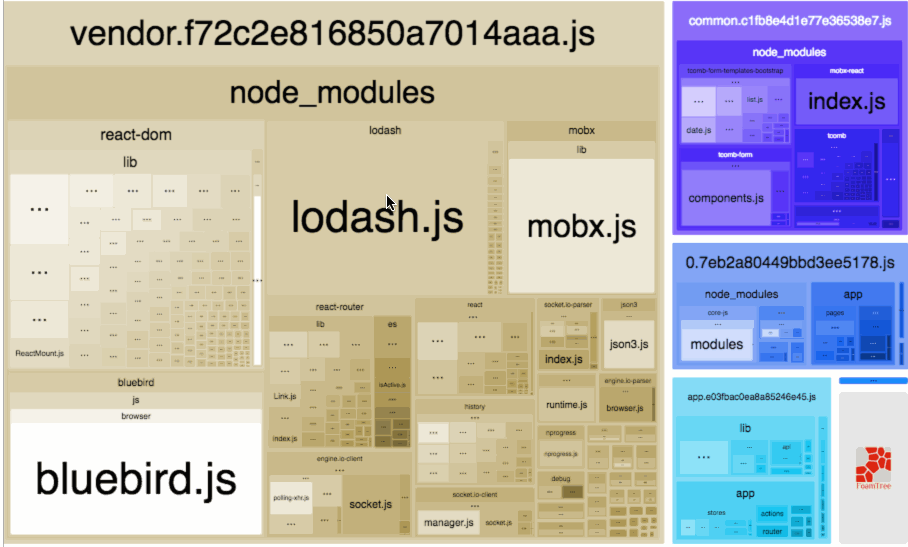 vendor.f72c2e816850a7014aaa.js
node_modules
react-dom
lib
...
ReactMount.js
bluebird
js
browser
bluebird.js
lodash
lodash.js
mobx
lib
mobx.js
react-router
lib
es
...
Link.js
isActive.js
index.js
react
...
history
...
engine.io-client
...
polling-xhr.js
socket.js
socket.io-client
manager.js
socket.js
socket.io-parser
...
index.js
json3
json3.js
...
runtime.js
engine.io-parser
browser.js
nprogress
nprogress.js
debug
...
common.c1fb8e4d1e77e36538e7.js
node_modules
tcomb-form-templates-bootstrap
...
list.js
date.js
mobx-react
index.js
tcomb-form
...
components.js
tcomb
...
0.7eb2a80449bbd3ee5178.js
node_modules
core-js
modules
...
app
pages
...
app.e03fbac0ea8a85246e45.js
lib
...
api
app
stores
...
actions
router
...
FoamTree